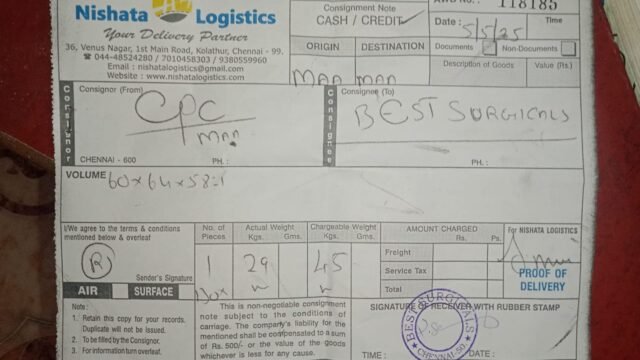 Nishata Logistics
Your Delivery Partner
36, Venus Nagar, 1st Main Road, Kolathur, Chennai - 99.
044-48524280 / 7010458303 / 9380559960
Email : nishatalogistics@gmail.com
Website : www.nishatalogistics.com
Consignment Note
CASH / CREDIT
118185
Date : 5/5/25
Time
ORIGIN
DESTINATION
Documents
Non-Documents
Description of Goods
Value (Rs.)
MAA
MAA
Consignor
Consignor (From)
CPC
MAA
CHENNAI - 600
PH. :
Consignee
Consignee (To)
BEST SURGICALS
PH. :
VOLUME
60x64x58:1
I/We agree to the terms & conditions
mentioned below & overleaf
R
Sender's Signature
AIR
SURFACE
No. of
Pieces
1
Box
Actual Weight
Kgs. Gms.
29
Chargeable Weight
Kgs. Gms.
45
AMOUNT CHARGED
Rs. Ps.
Freight
Service Tax
Total
For NISHATA LOGISTICS
PROOF OF
DELIVERY
Note :
1. Retain this copy for your records.
Duplicate will not be issued.
2. To be filled by the Consignor.
3. For information turn overleaf.
This is non-negotiable consignment
note subject to the conditions of
carriage. The company's liability for the
mentioned shall be compensated to a sum
of Rs. 500/- or the value of the goods
whichever is less for any cause.
SIGNATURE OF RECEIVER WITH RUBBER STAMP
BEST SURGICALS
CHENNAI-90
TIME :
DATE :